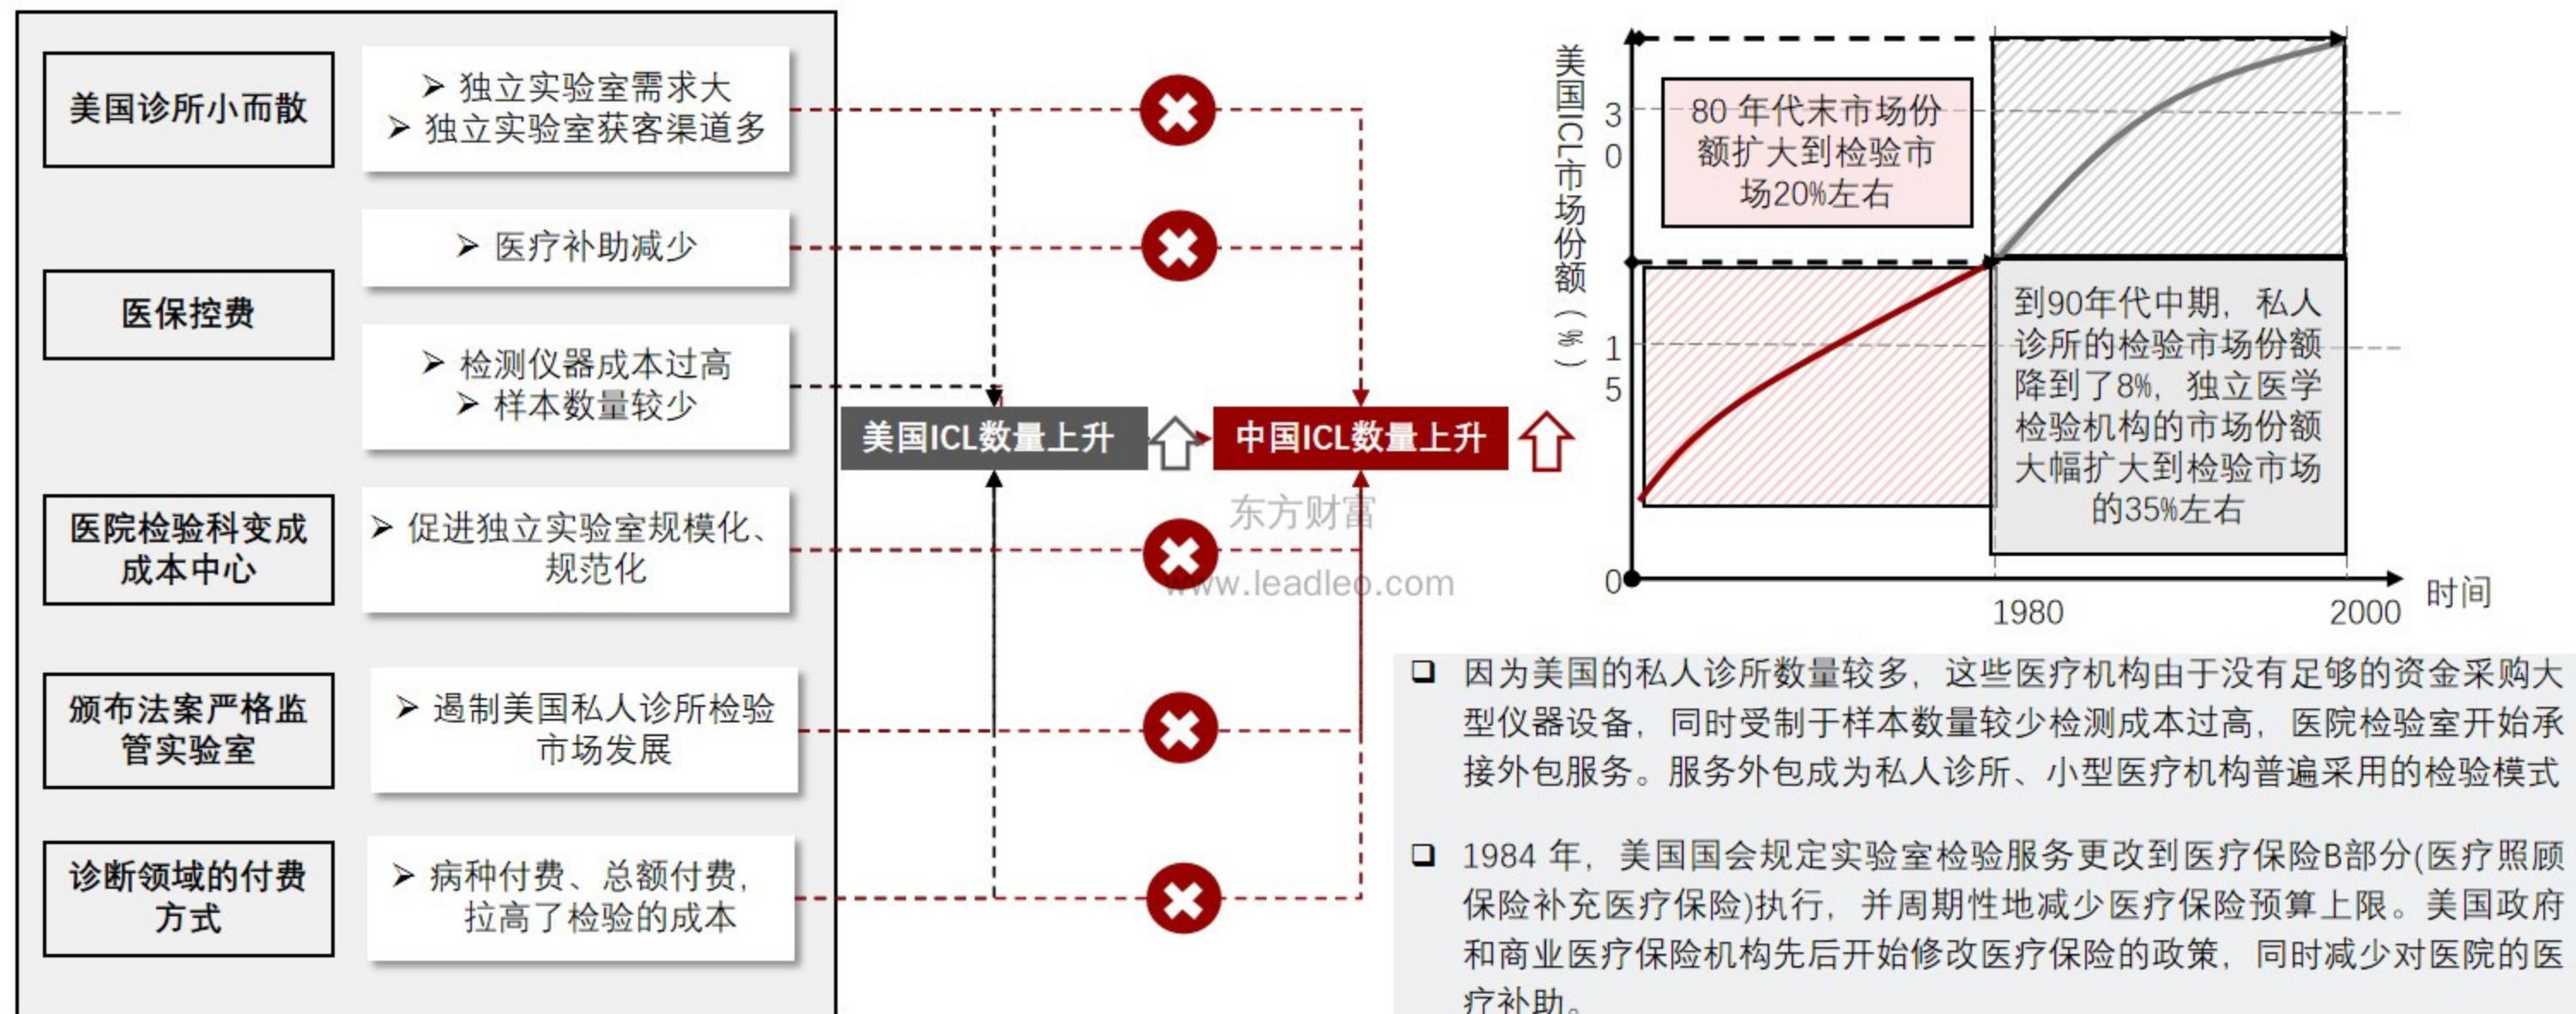 美国诊所小而散
➢ 独立实验室需求大
➢ 独立实验室获客渠道多
医保控费
➢ 医疗补助减少
➢ 检测仪器成本过高
➢ 样本数量较少
医院检验科变成
成本中心
➢ 促进独立实验室规模化、
规范化
颁布法案严格监
管实验室
➢ 遏制美国私人诊所检验
市场发展
诊断领域的付费
方式
➢ 病种付费、总额付费，
拉高了检验的成本
美国ICL数量上升
中国ICL数量上升
东方财富
www.leadleo.com
美国ICL市场份额（%）
30
15
0
80 年代末市场份
额扩大到检验市
场20%左右
到90年代中期，私人
诊所的检验市场份额
降到了8%，独立医学
检验机构的市场份额
大幅扩大到检验市场
的35%左右
1980
2000
时间
❑ 因为美国的私人诊所数量较多，这些医疗机构由于没有足够的资金采购大
型仪器设备，同时受制于样本数量较少检测成本过高，医院检验室开始承
接外包服务。服务外包成为私人诊所、小型医疗机构普遍采用的检验模式
❑ 1984 年，美国国会规定实验室检验服务更改到医疗保险B部分(医疗照顾
保险补充医疗保险)执行，并周期性地减少医疗保险预算上限。美国政府
和商业医疗保险机构先后开始修改医疗保险的政策，同时减少对医院的医
疗补助。